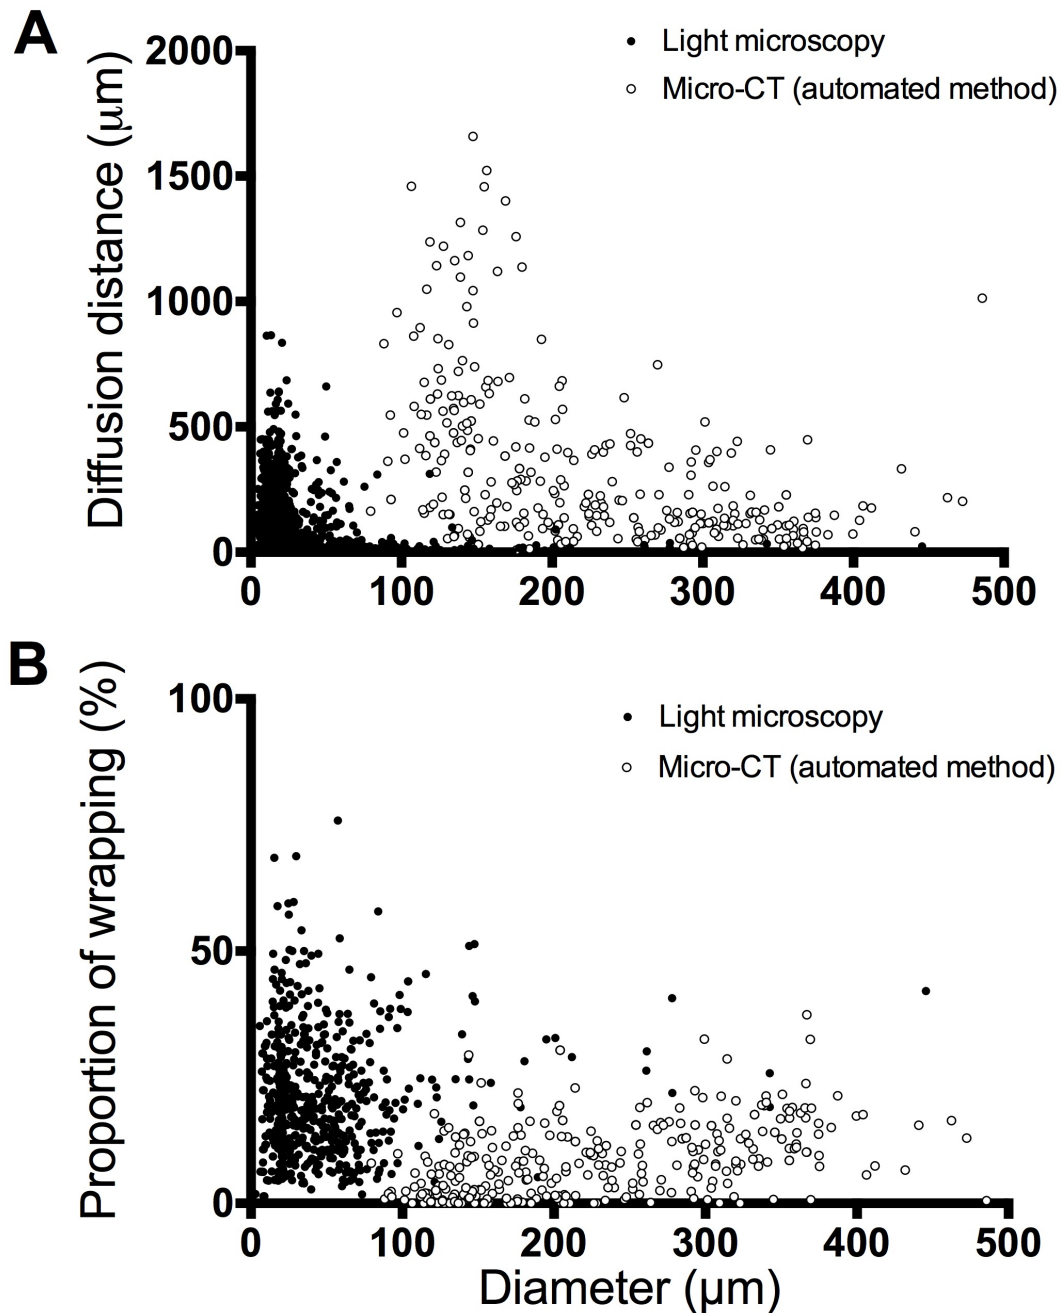 A
Light microscopy
Micro-CT (automated method)
Diffusion distance (μm)
2000
1500
1000
500
0
0 100 200 300 400 500
B
Light microscopy
Micro-CT (automated method)
Proportion of wrapping (%)
100
50
0
0 100 200 300 400 500
Diameter (μm)